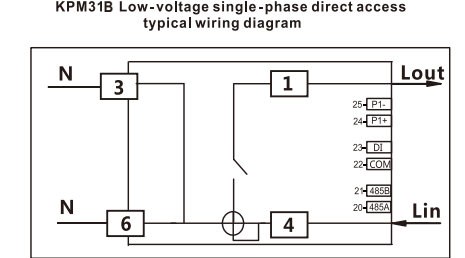 KPM31B Low-voltage single-phase direct access
typical wiring diagram
N 3 1 Lout
25 P1-
24 P1+
23 DI
22 COM
21 485B
20 485A
N 6 4 Lin